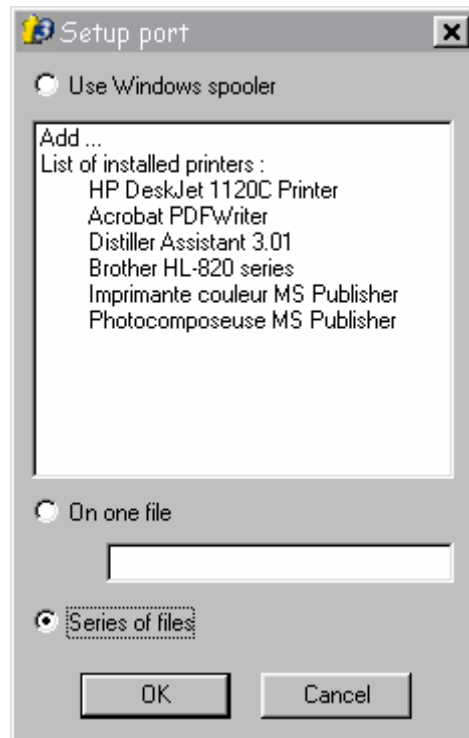 Setup port
Use Windows spooler
Add ...
List of installed printers :
HP DeskJet 1120C Printer
Acrobat PDFWriter
Distiller Assistant 3.01
Brother HL-820 series
Imprimante couleur MS Publisher
Photocomposeuse MS Publisher
On one file
Series of files
OK
Cancel